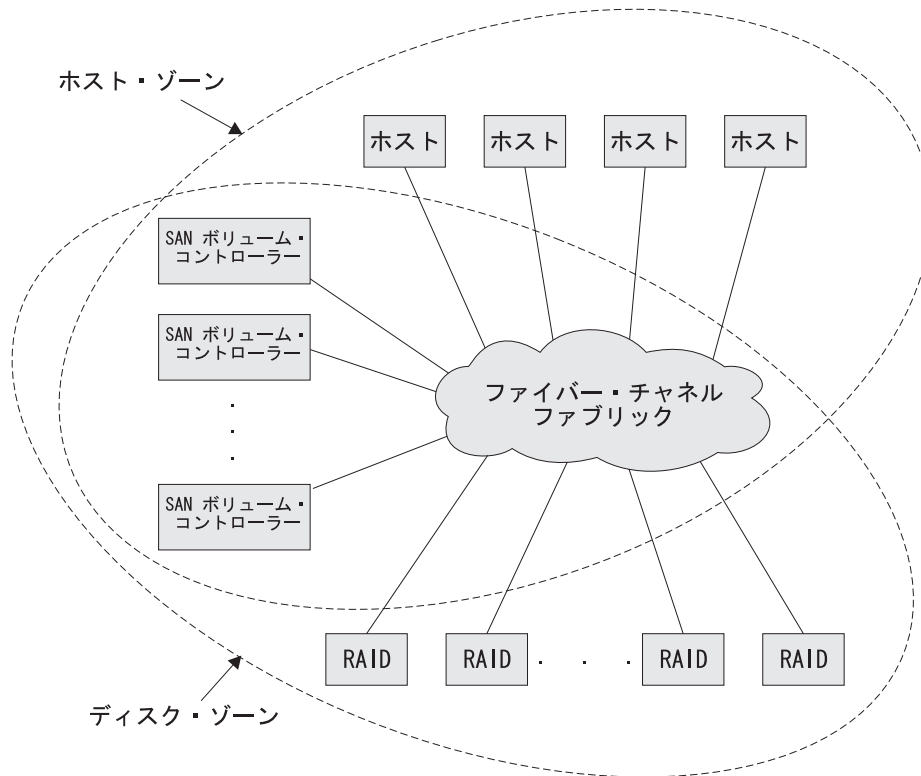 ホスト・ゾーン
ホスト
ホスト
ホスト
ホスト
SAN ボリューム・
コントローラー
SAN ボリューム・
コントローラー
SAN ボリューム・
コントローラー
ファイバー・チャネル
ファブリック
RAID
RAID
RAID
RAID
ディスク・ゾーン